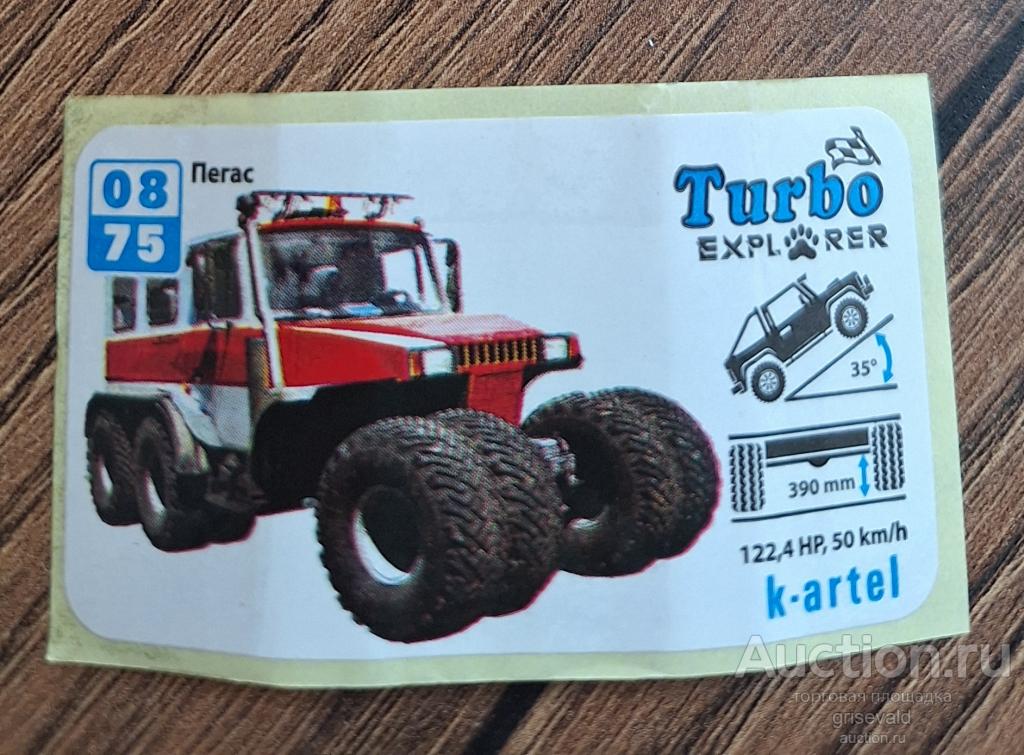 08
75
Пегас
Turbo
EXPLORER
35°
390 mm
122,4 HP, 50 km/h
k-artel
Auction.ru
торговая площадка
grisevald
auction.ru